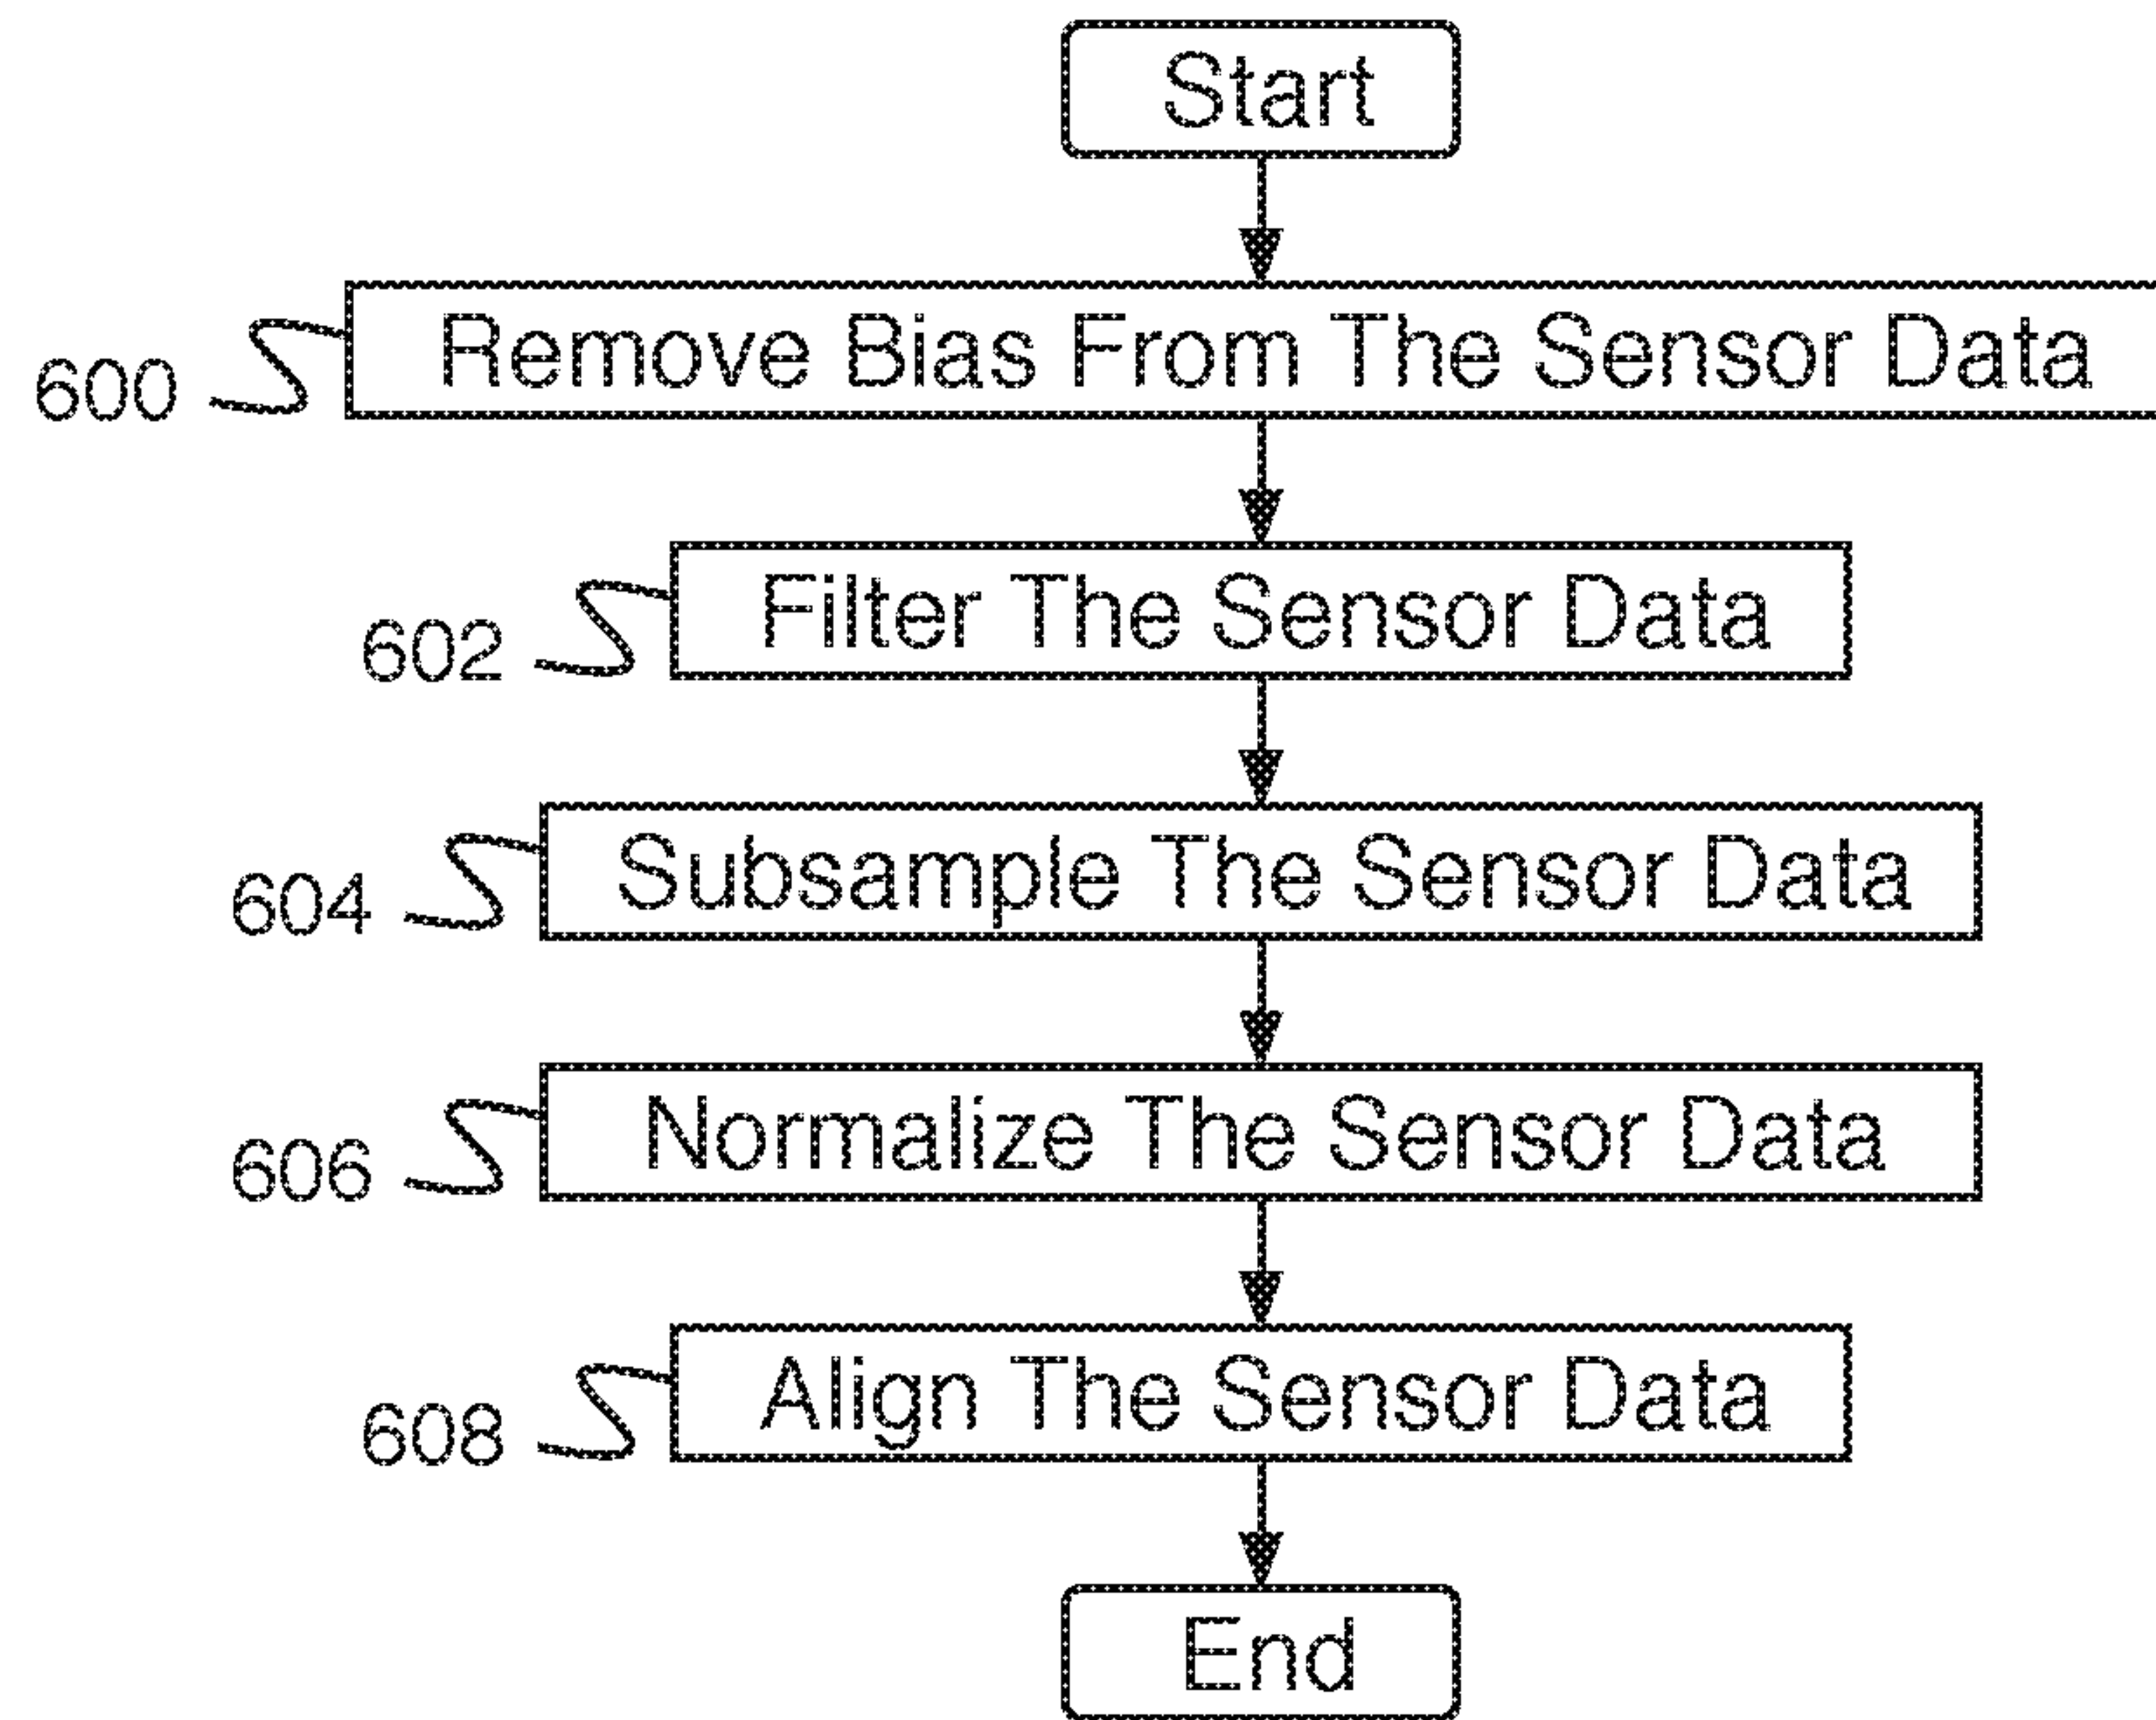 Start
600 Remove Bias From The Sensor Data
602 Filter The Sensor Data
604 Subsample The Sensor Data
606 Normalize The Sensor Data
608 Align The Sensor Data
End